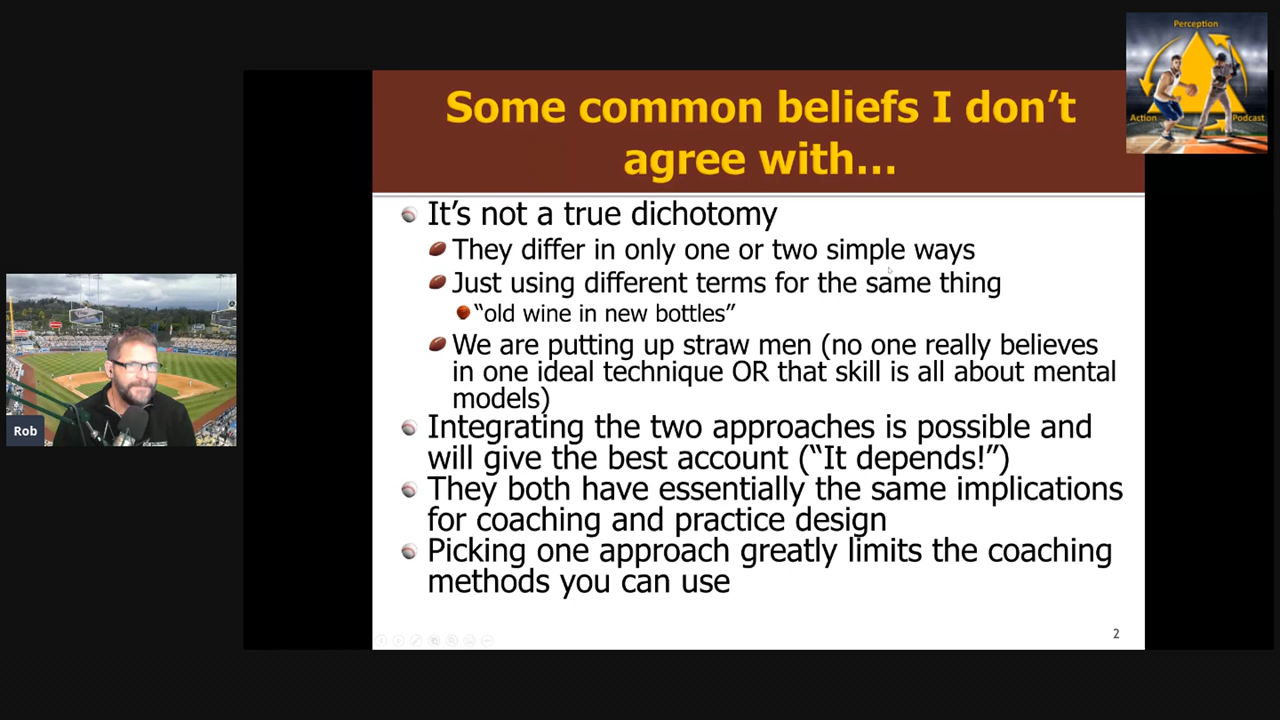 Perception
Action
Podcast
Some common beliefs I don’t
agree with...
It’s not a true dichotomy
They differ in only one or two simple ways
Just using different terms for the same thing
“old wine in new bottles”
We are putting up straw men (no one really believes
in one ideal technique OR that skill is all about mental
models)
Integrating the two approaches is possible and
will give the best account (“It depends!”)
They both have essentially the same implications
for coaching and practice design
Picking one approach greatly limits the coaching
methods you can use
2
Rob